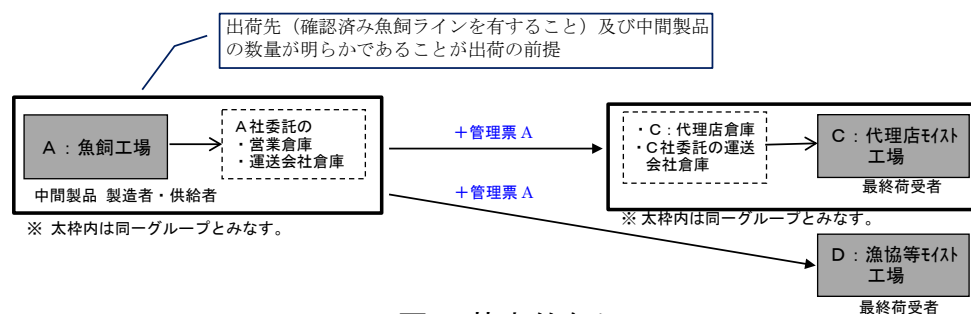 出荷先（確認済み魚飼ラインを有すること）及び中間製品
の数量が明らかであることが出荷の前提
A：魚飼工場
A社委託の
・営業倉庫
・運送会社倉庫
中間製品 製造者・供給者
※ 太枠内は同一グループとみなす。
＋管理票 A
＋管理票 A
・C：代理店倉庫
・C社委託の運送
会社倉庫
C：代理店ﾓｲｽﾄ
工場
最終荷受者
※ 太枠内は同一グループとみなす。
D：漁協等ﾓｲｽﾄ
工場
最終荷受者